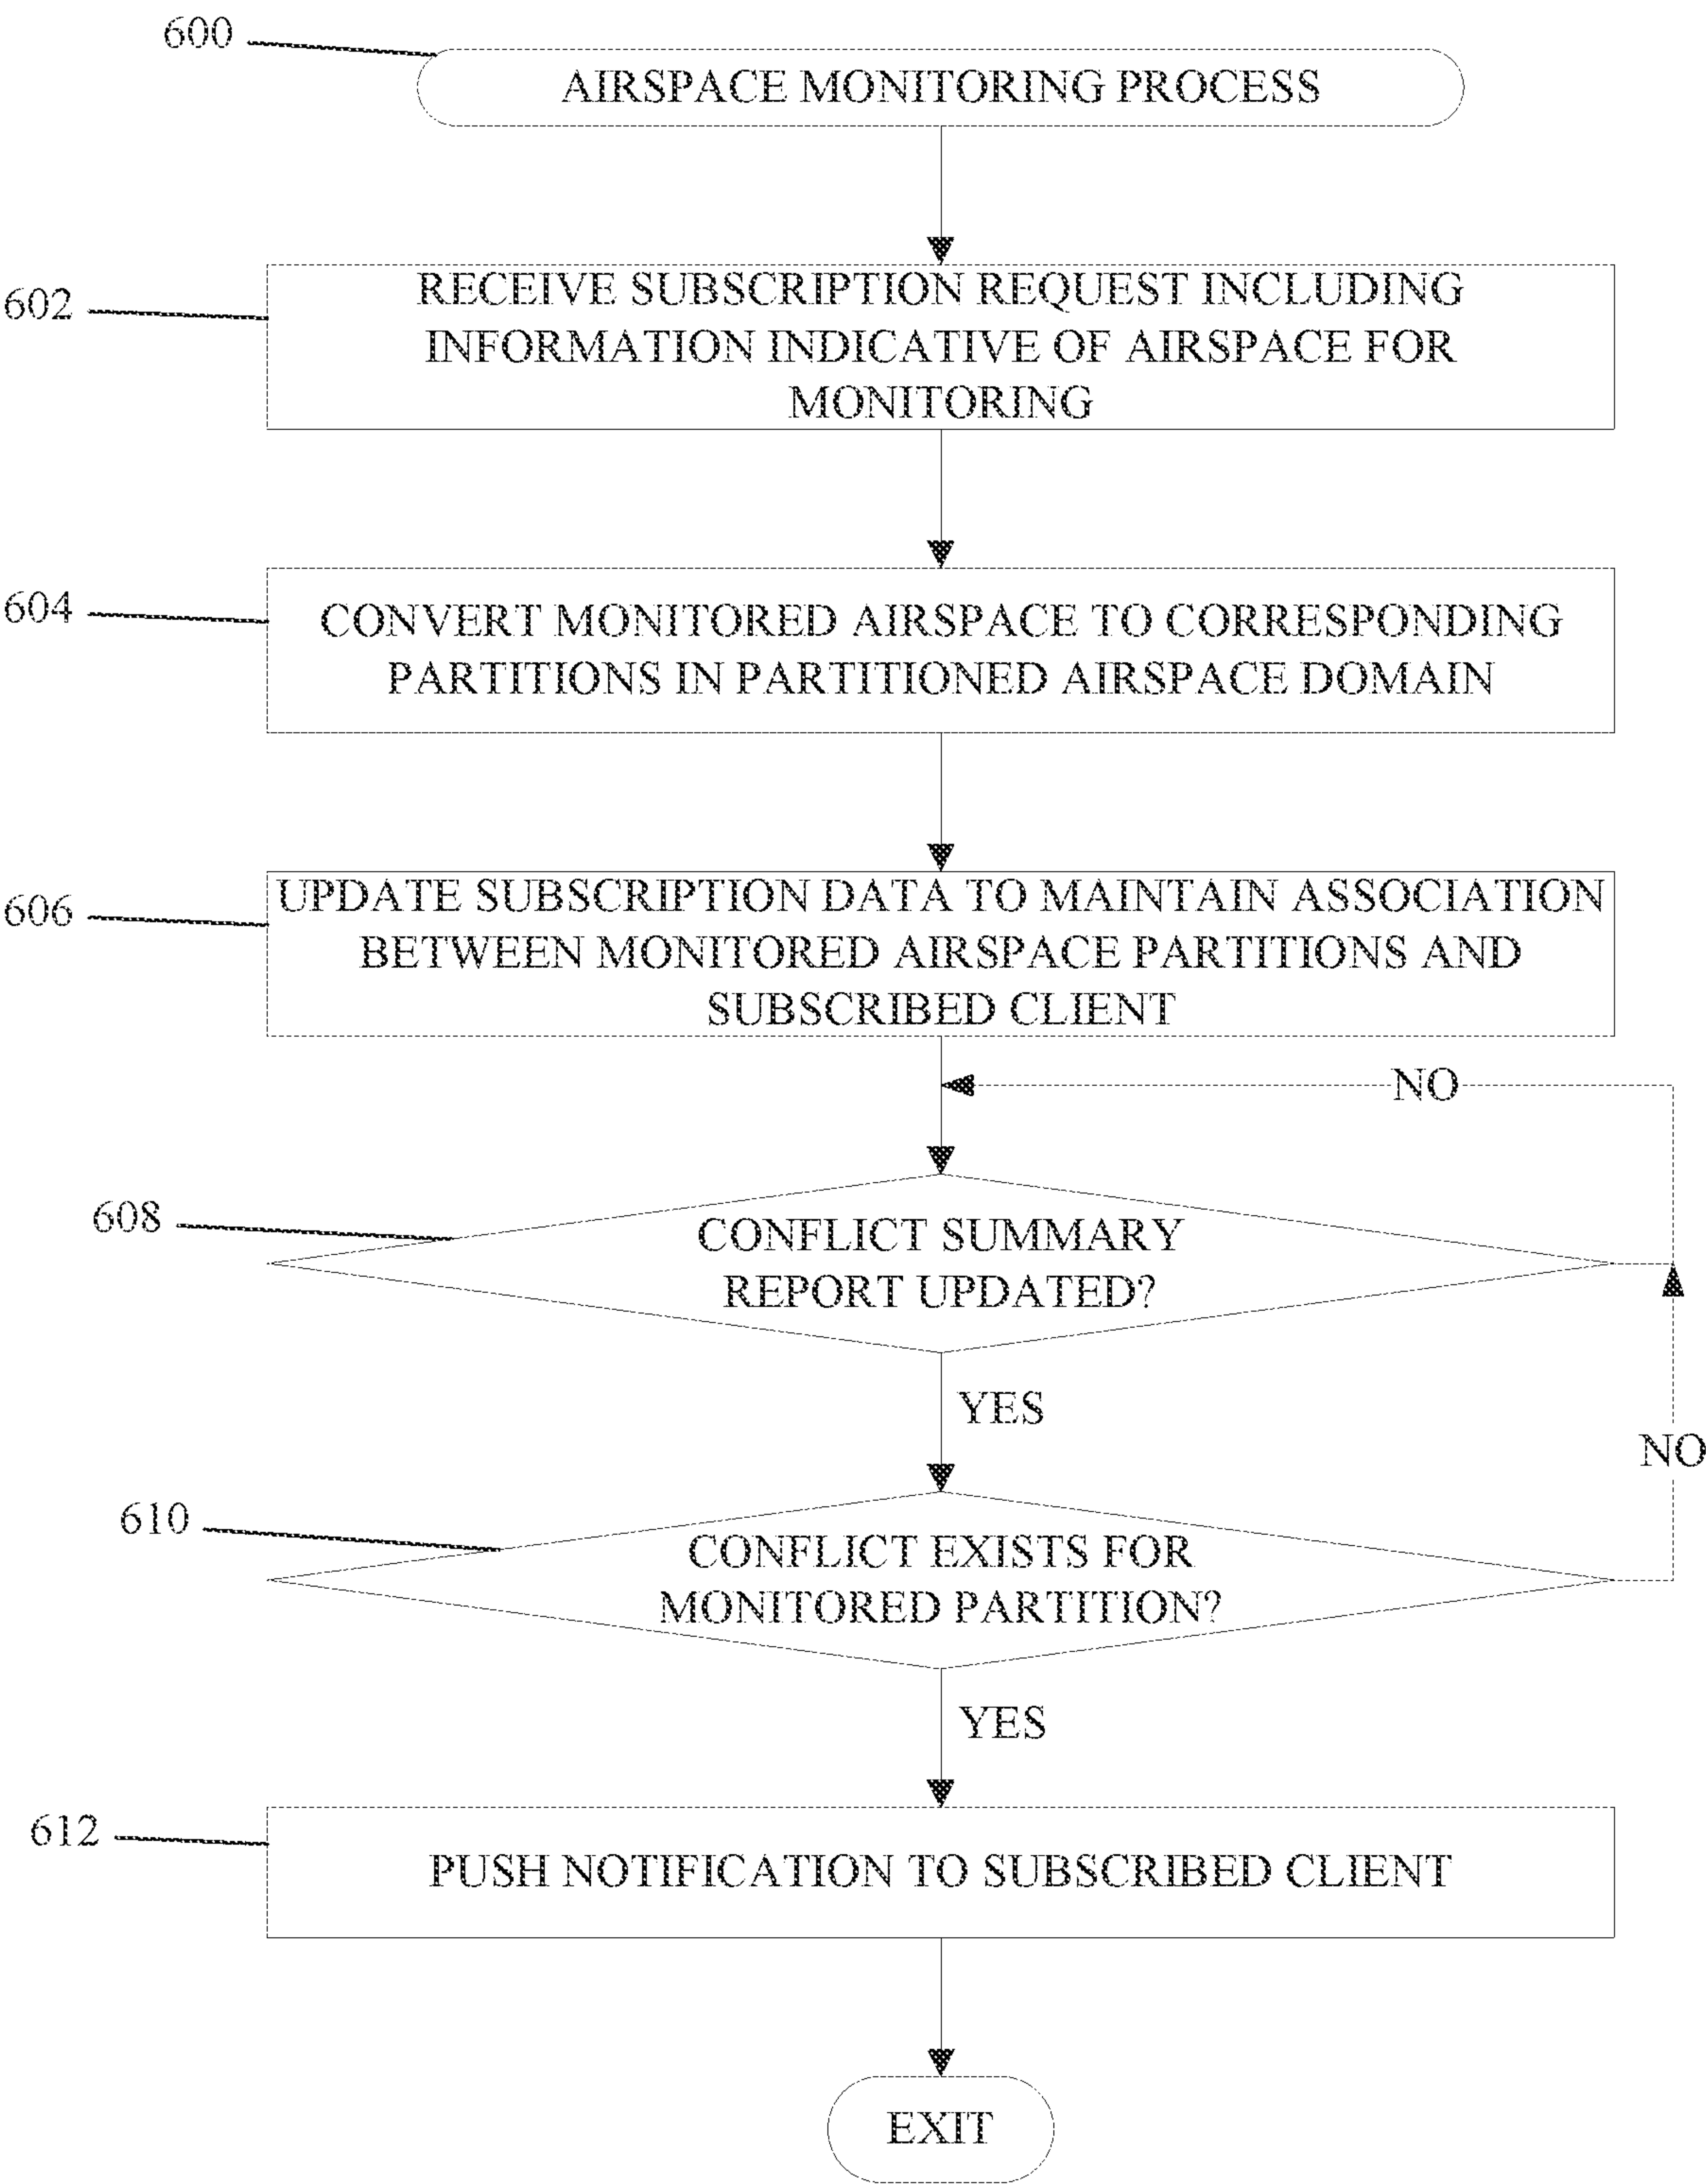 600
AIRSPACE MONITORING PROCESS
602
RECEIVE SUBSCRIPTION REQUEST INCLUDING
INFORMATION INDICATIVE OF AIRSPACE FOR
MONITORING
604
CONVERT MONITORED AIRSPACE TO CORRESPONDING
PARTITIONS IN PARTITIONED AIRSPACE DOMAIN
606
UPDATE SUBSCRIPTION DATA TO MAINTAIN ASSOCIATION
BETWEEN MONITORED AIRSPACE PARTITIONS AND
SUBSCRIBED CLIENT
NO
608
CONFLICT SUMMARY
REPORT UPDATED?
YES
NO
610
CONFLICT EXISTS FOR
MONITORED PARTITION?
YES
612
PUSH NOTIFICATION TO SUBSCRIBED CLIENT
EXIT